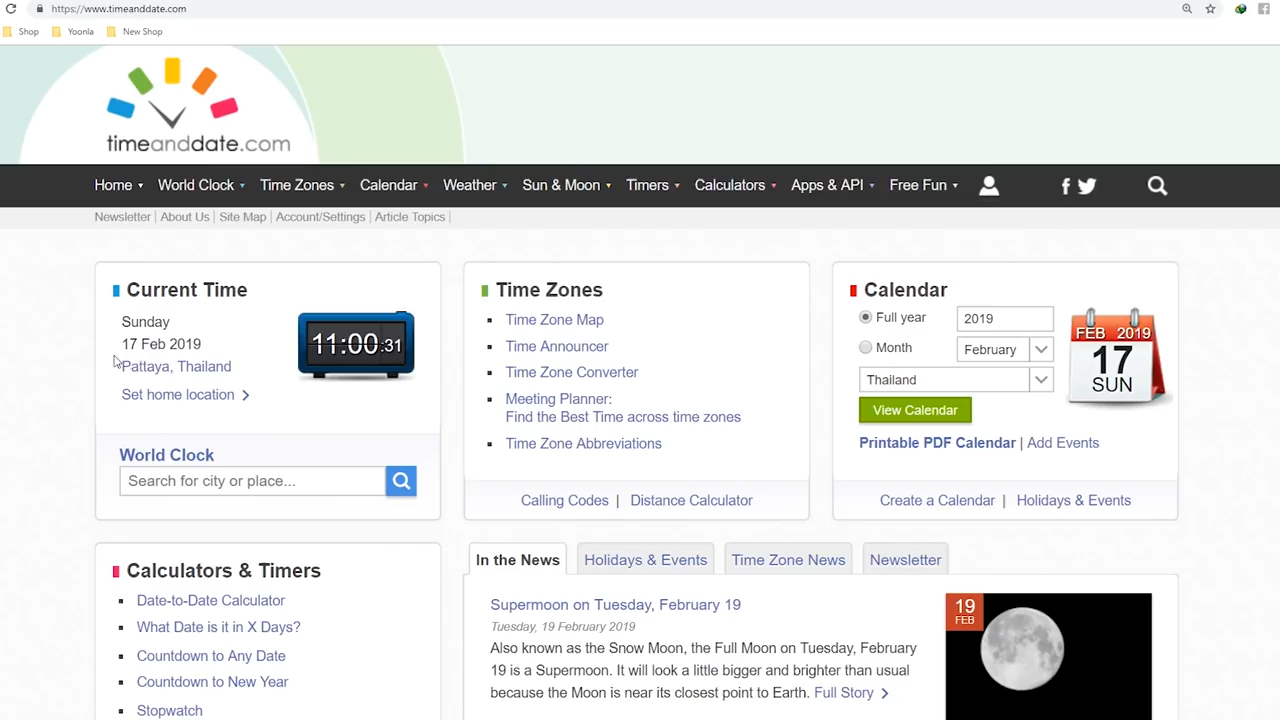 https://www.timeanddate.com
Shop Yoonla New Shop
timeanddate.com
Home World Clock Time Zones Calendar Weather Sun & Moon Timers Calculators Apps & API Free Fun
Newsletter | About Us | Site Map | Account/Settings | Article Topics |
Current Time
Sunday
17 Feb 2019
Pattaya, Thailand
Set home location
11:00:31
World Clock
Search for city or place...
Time Zones
Time Zone Map
Time Announcer
Time Zone Converter
Meeting Planner:
Find the Best Time across time zones
Time Zone Abbreviations
Calling Codes | Distance Calculator
Calendar
Full year 2019
Month February
Thailand
View Calendar
FEB 2019
17
SUN
Printable PDF Calendar | Add Events
Create a Calendar | Holidays & Events
Calculators & Timers
Date-to-Date Calculator
What Date is it in X Days?
Countdown to Any Date
Countdown to New Year
Stopwatch
In the News Holidays & Events Time Zone News Newsletter
Supermoon on Tuesday, February 19
Tuesday, 19 February 2019
Also known as the Snow Moon, the Full Moon on Tuesday, February
19 is a Supermoon. It will look a little bigger and brighter than usual
because the Moon is near its closest point to Earth. Full Story
19
FEB